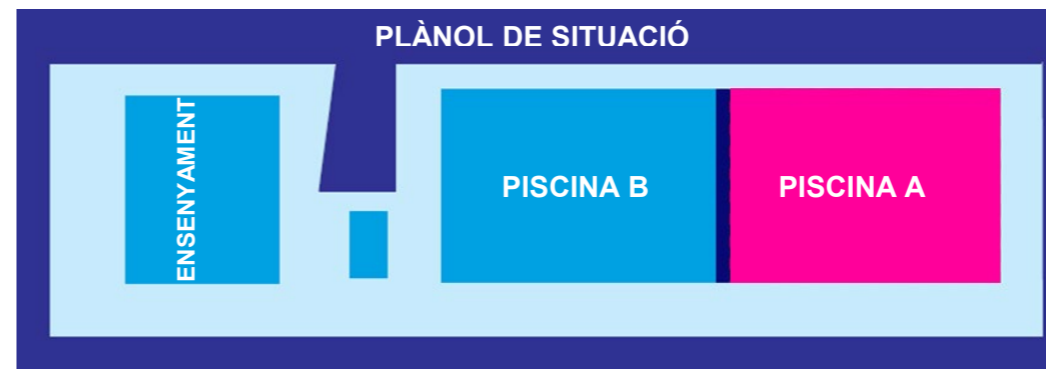 PLÀNOL DE SITUACIÓ
ENSENYAMENT
PISCINA B
PISCINA A